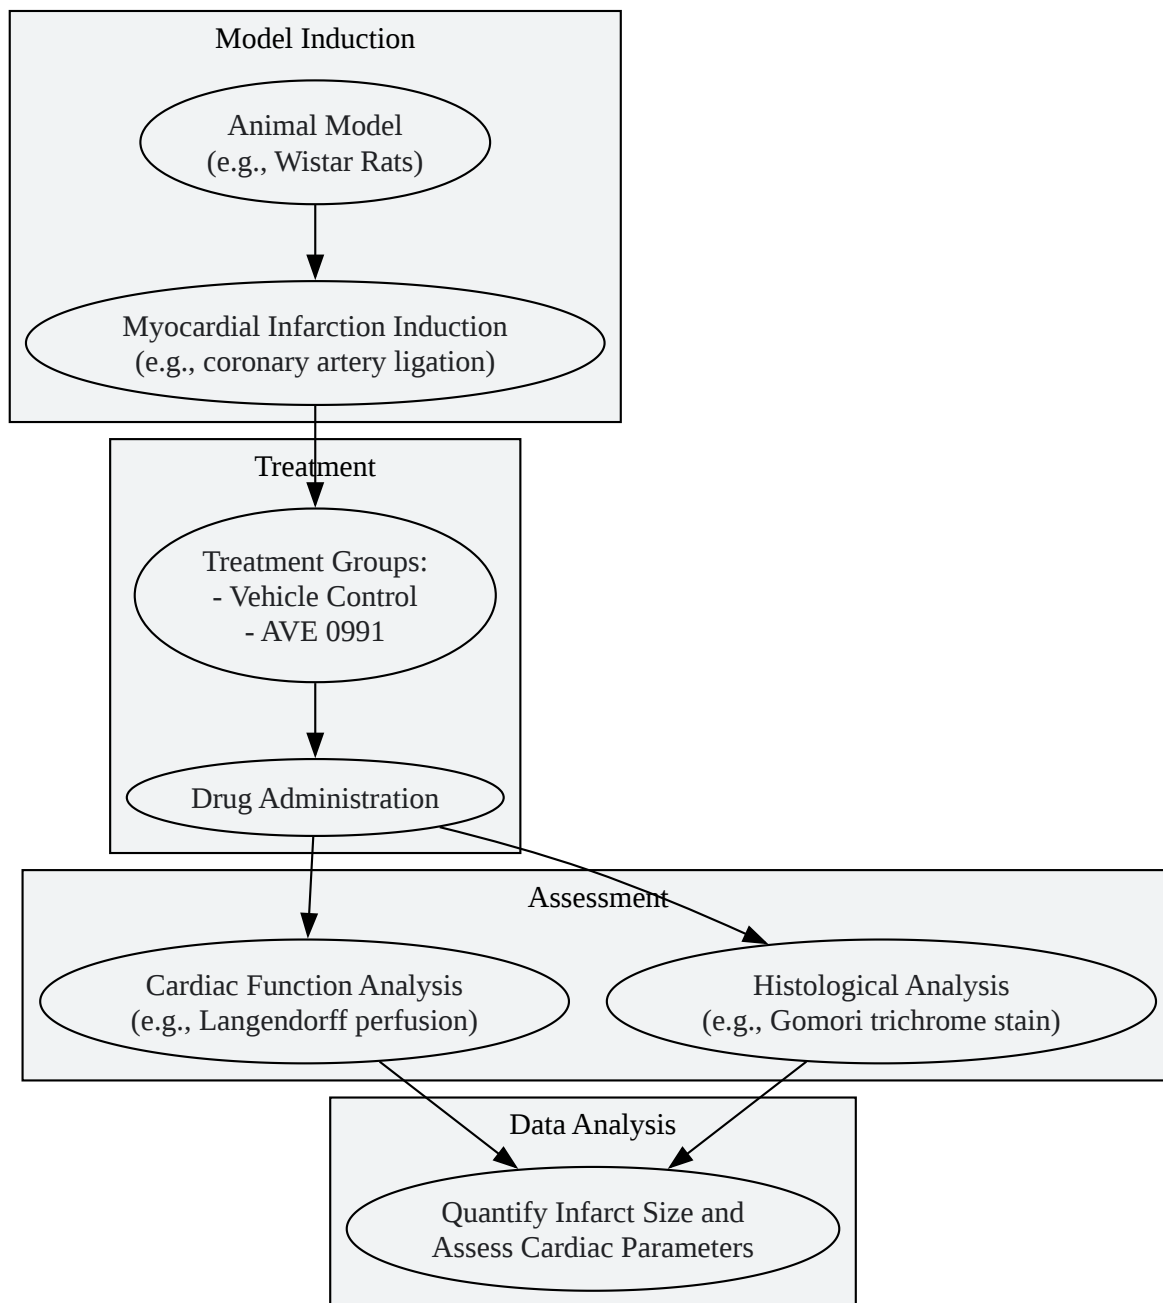 Model Induction
Animal Model
(e.g., Wistar Rats)
Myocardial Infarction Induction
(e.g., coronary artery ligation)
Treatment
Treatment Groups:
- Vehicle Control
- AVE 0991
Drug Administration
Assessment
Cardiac Function Analysis
(e.g., Langendorff perfusion)
Histological Analysis
(e.g., Gomori trichrome stain)
Data Analysis
Quantify Infarct Size and
Assess Cardiac Parameters